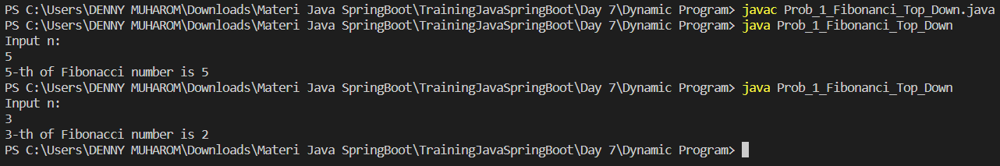 PS C:\Users\DENNY MUHAROM\Downloads\Materi Java SpringBoot\TrainingJavaSpringBoot\Day 7\Dynamic Program> javac Prob_1_Fibonanci_Top_Down.java
PS C:\Users\DENNY MUHAROM\Downloads\Materi Java SpringBoot\TrainingJavaSpringBoot\Day 7\Dynamic Program> java Prob_1_Fibonanci_Top_Down
Input n:
5
5-th of Fibonacci number is 5
PS C:\Users\DENNY MUHAROM\Downloads\Materi Java SpringBoot\TrainingJavaSpringBoot\Day 7\Dynamic Program> java Prob_1_Fibonanci_Top_Down
Input n:
3
3-th of Fibonacci number is 2
PS C:\Users\DENNY MUHAROM\Downloads\Materi Java SpringBoot\TrainingJavaSpringBoot\Day 7\Dynamic Program>